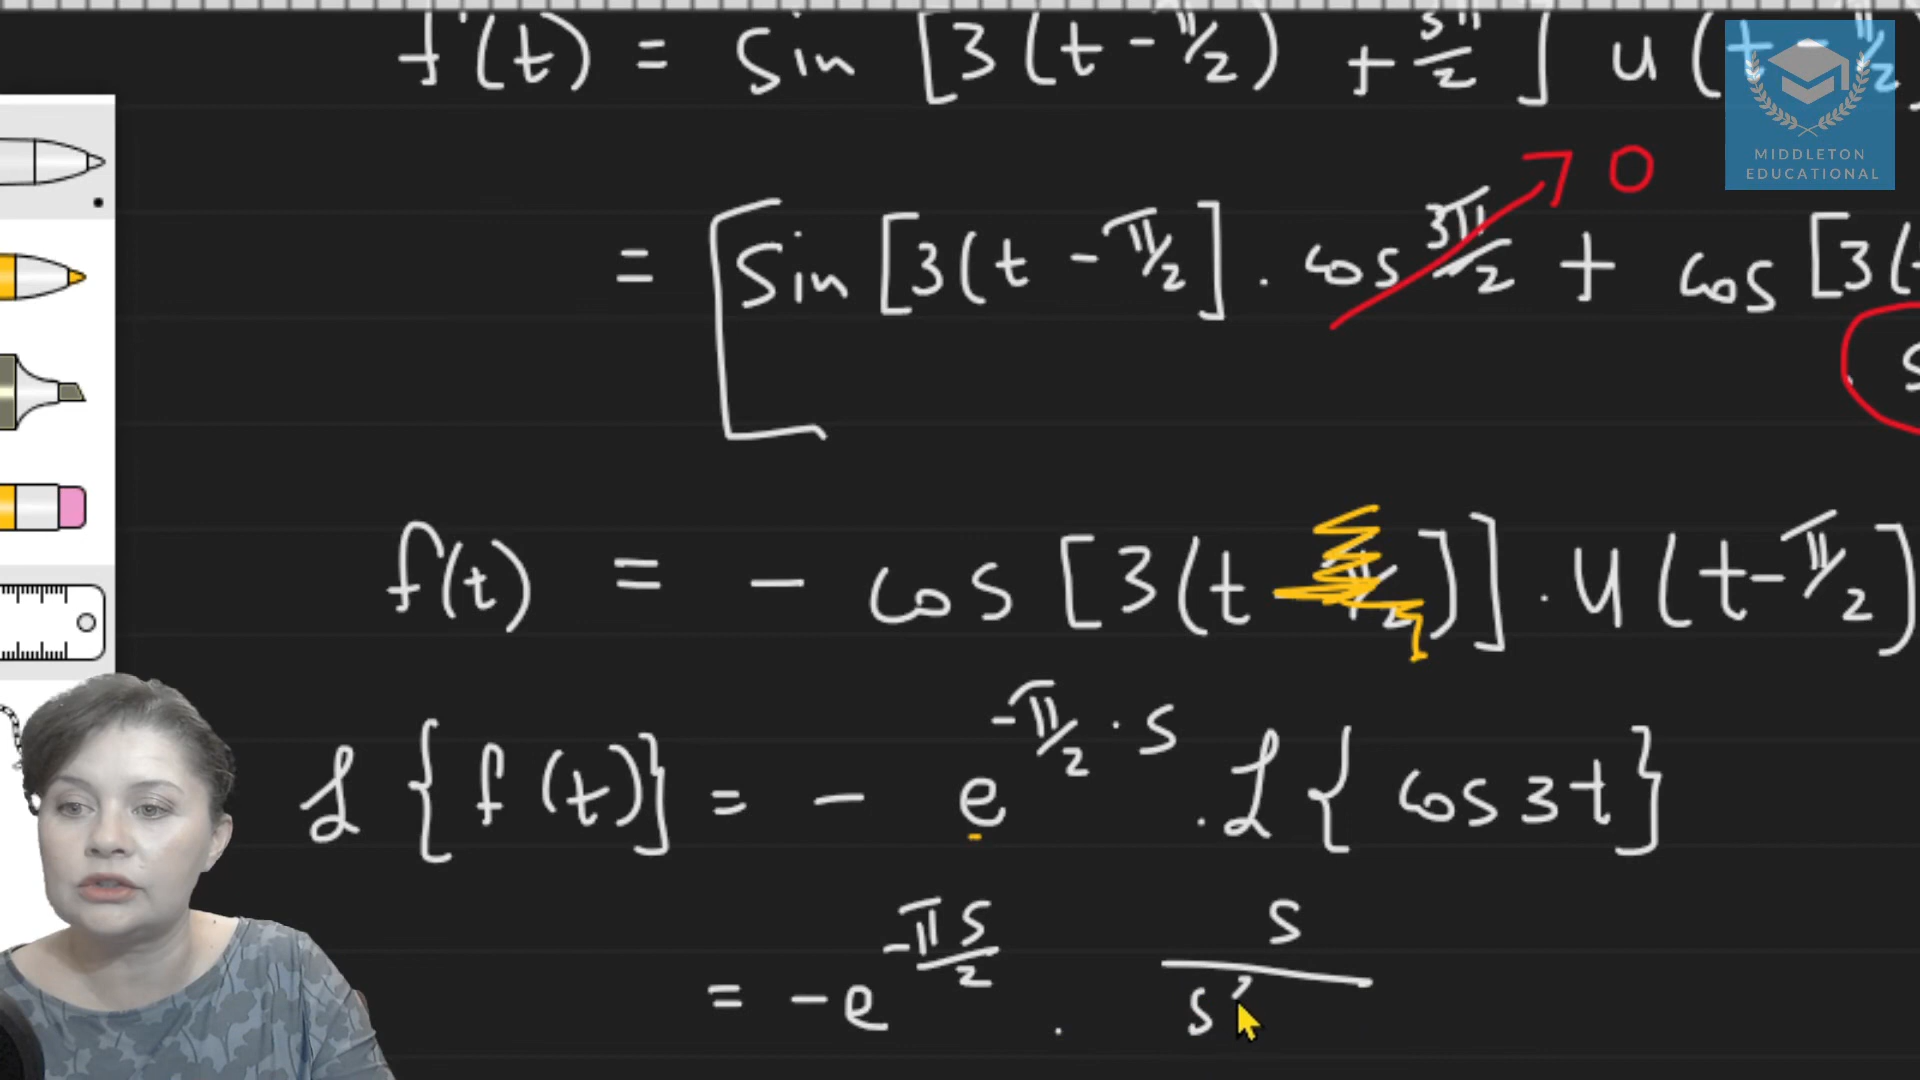 f(t) = sin [3(t - π/2) + 3π/2] u (t - π/2
= [sin [3(t - π/2] . cos 3π/2 + cos [3(
0
. s
f(t) = - cos [3(t - π/2)] . u (t - π/2)
ℒ {f(t)} = - e^(-π/2 · s) . ℒ { cos 3t }
= - e^(-πs/2) . s/s²
MIDDLETON
EDUCATIONAL